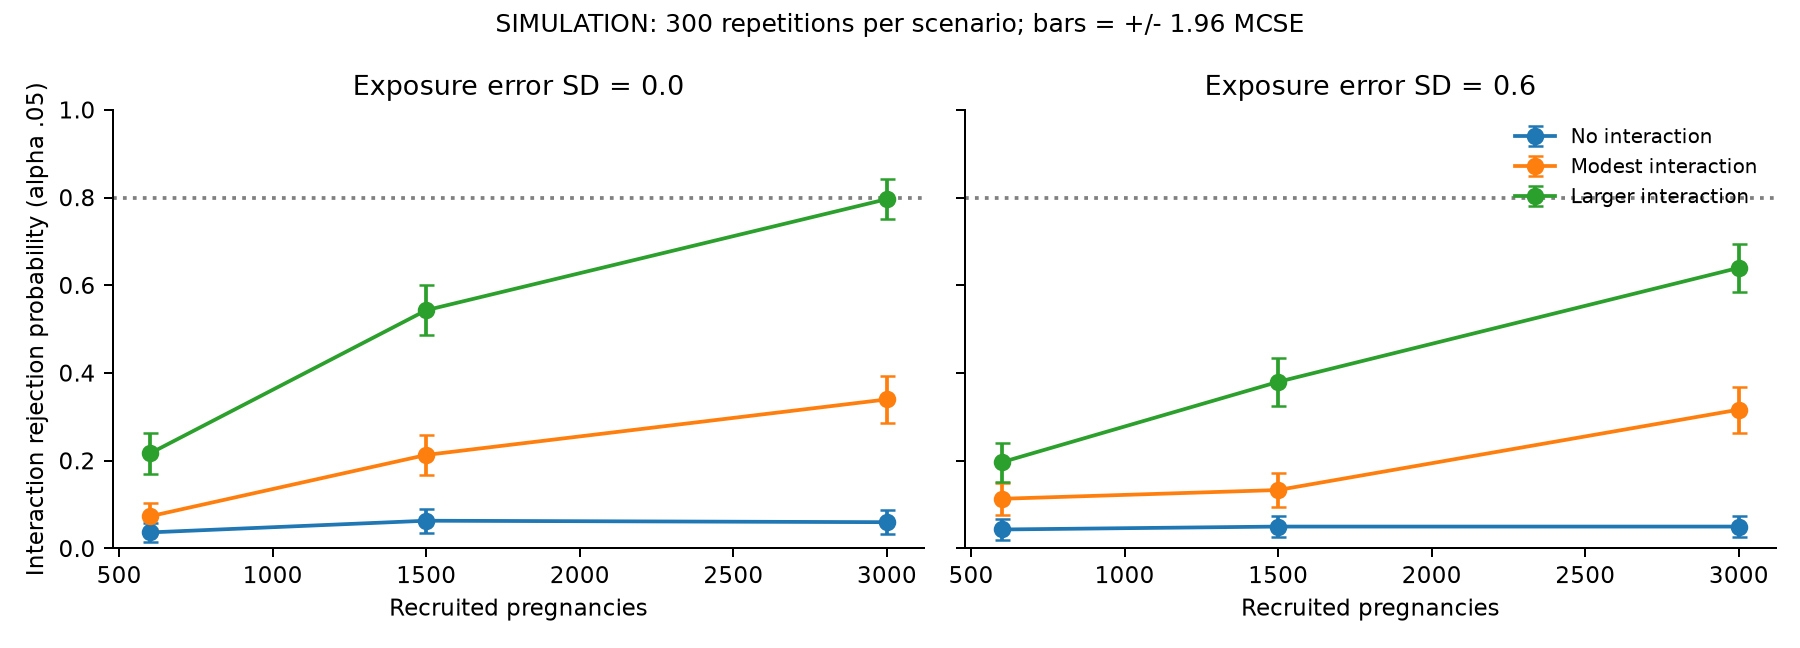 SIMULATION: 300 repetitions per scenario; bars = +/- 1.96 MCSE
Exposure error SD = 0.0
Interaction rejection probability (alpha .05)
1.0
0.8
0.6
0.4
0.2
0.0
500 1000 1500 2000 2500 3000
Recruited pregnancies
Exposure error SD = 0.6
No interaction
Modest interaction
Larger interaction
500 1000 1500 2000 2500 3000
Recruited pregnancies